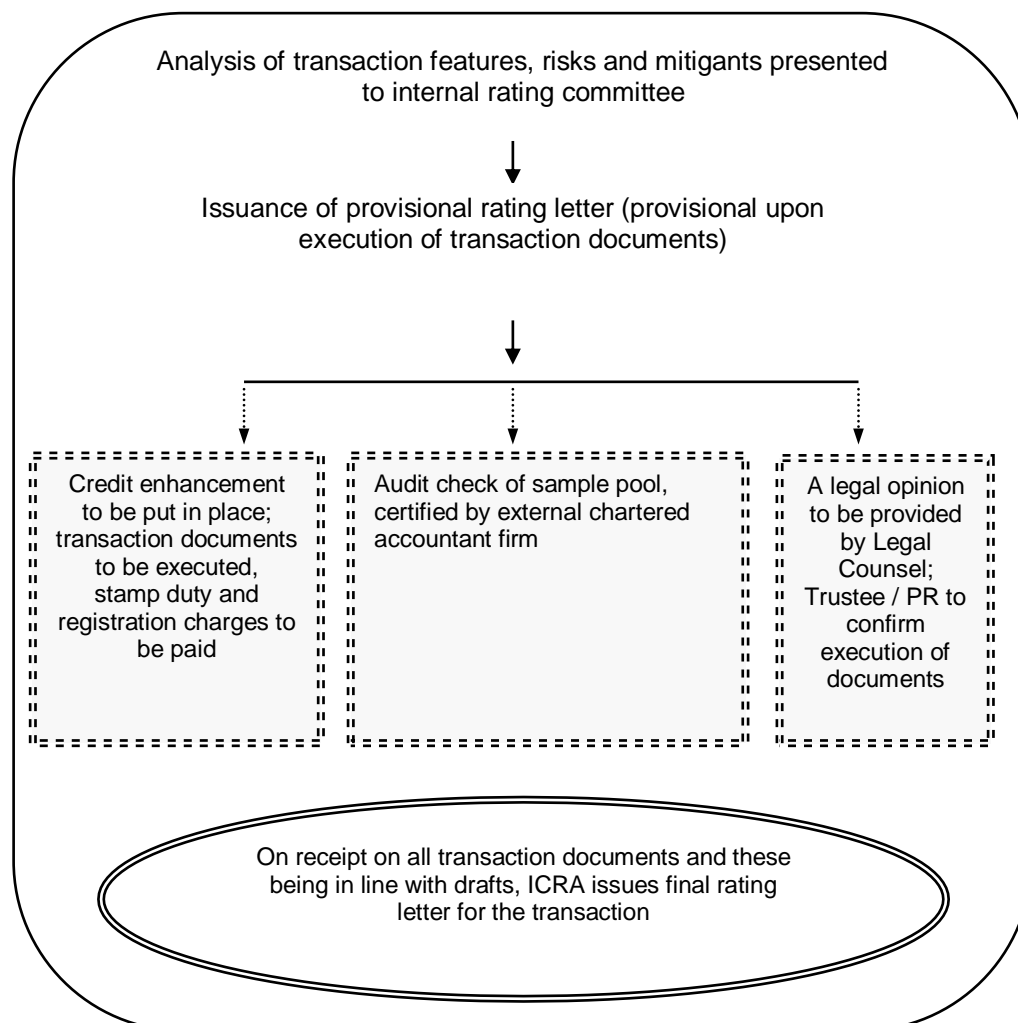 Analysis of transaction features, risks and mitigants presented
to internal rating committee
Issuance of provisional rating letter (provisional upon
execution of transaction documents)
Credit enhancement
to be put in place;
transaction documents
to be executed,
stamp duty and
registration charges to
be paid
Audit check of sample pool,
certified by external chartered
accountant firm
A legal opinion
to be provided
by Legal
Counsel;
Trustee / PR to
confirm
execution of
documents
On receipt on all transaction documents and these
being in line with drafts, ICRA issues final rating
letter for the transaction